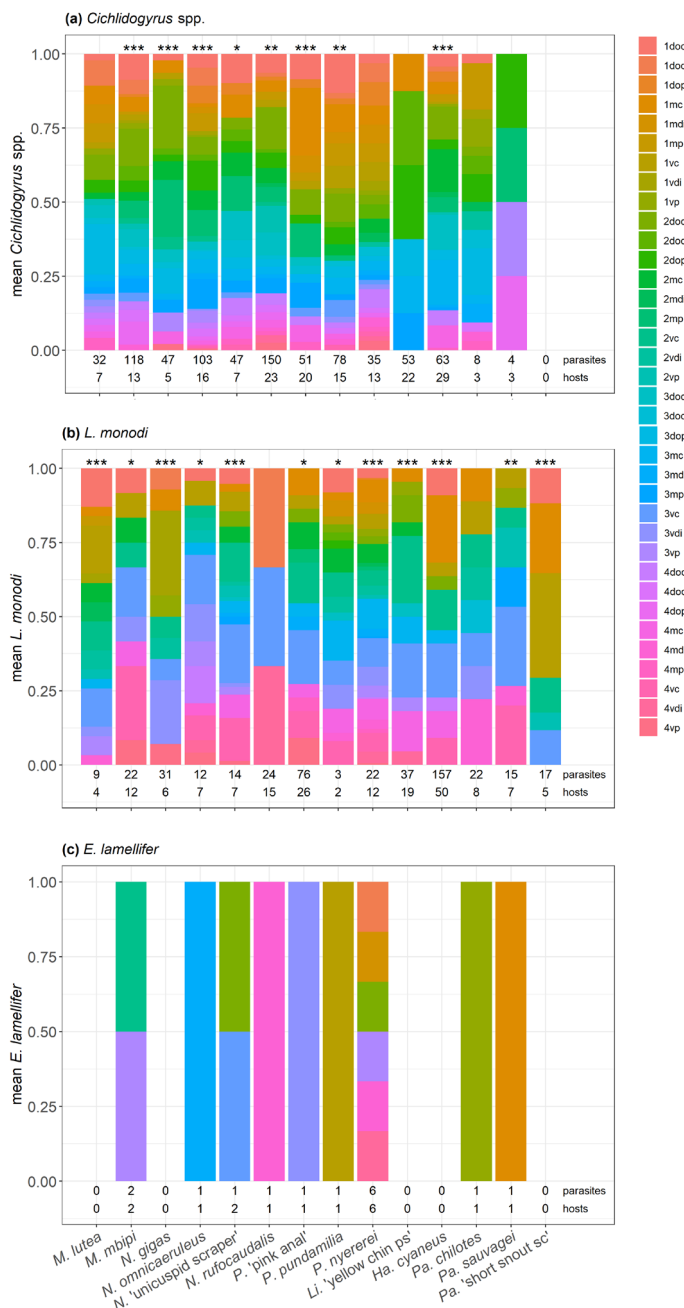 (a) Cichlidogyrus spp.
*** *** *** * ** *** ** ***
mean Cichlidogyrus spp.
1.00
0.75
0.50
0.25
0.00
32 118 47 103 47 150 51 78 35 53 63 8 4 0 parasites
7 13 5 16 7 23 20 15 13 22 29 3 3 0 hosts
(b) L. monodi
*** * *** * *** * * *** *** *** ** ***
mean L. monodi
1.00
0.75
0.50
0.25
0.00
9 22 31 12 14 24 76 3 22 37 157 22 15 17 parasites
4 12 6 7 7 15 26 2 12 19 50 8 7 5 hosts
(c) E. lamellifer
mean E. lamellifer
1.00
0.75
0.50
0.25
0.00
0 2 0 1 1 1 1 1 6 0 0 1 1 0 parasites
0 2 0 1 2 1 1 1 6 0 0 1 1 0 hosts
M. lutea
M. mbipi
N. gigas
N. omnicaeruleus
N. 'unicuspid scraper'
N. rufocaudalis
P. 'pink anal'
P. pundamilia
P. nyererei
Li. 'yellow chin ps'
Ha. cyaneus
Pa. chilotes
Pa. sauvagei
Pa. 'short snout sc'
1doc
1doc
1dop
1mc
1md
1mp
1vc
1vdi
1vp
2doc
2doc
2dop
2mc
2md
2mp
2vc
2vdi
2vp
3doc
3doc
3dop
3mc
3md
3mp
3vc
3vdi
3vp
4doc
4doc
4dop
4mc
4md
4mp
4vc
4vdi
4vp